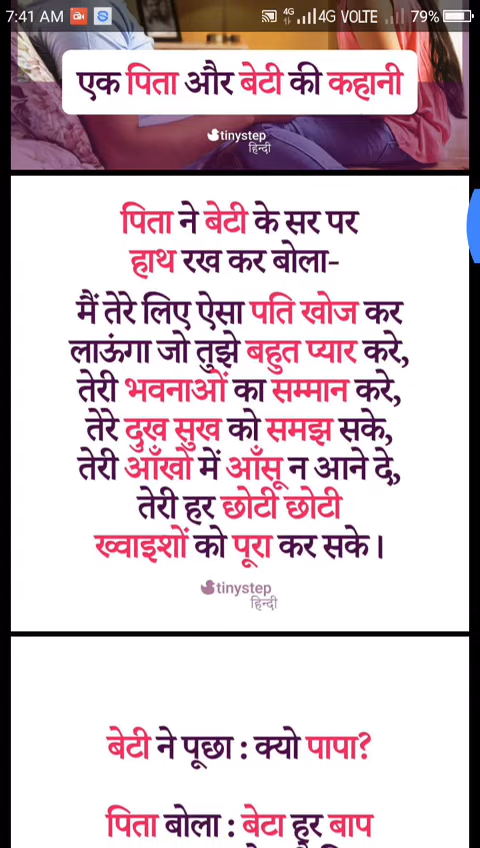 7:41 AM 4G 4G VOLTE 79%
एक पिता और बेटी की कहानी
tinystep
हिन्दी
पिता ने बेटी के सर पर
हाथ रख कर बोला-
मैं तेरे लिए ऐसा पति खोज कर
लाऊंगा जो तुझे बहुत प्यार करे,
तेरी भवनाओं का सम्मान करे,
तेरे दुख सुख को समझ सके,
तेरी आँखो में आँसू न आने दे,
तेरी हर छोटी छोटी
ख्वाइशों को पूरा कर सके।
tinystep
हिन्दी
बेटी ने पूछा : क्यो पापा?
पिता बोला : बेटा हर बाप